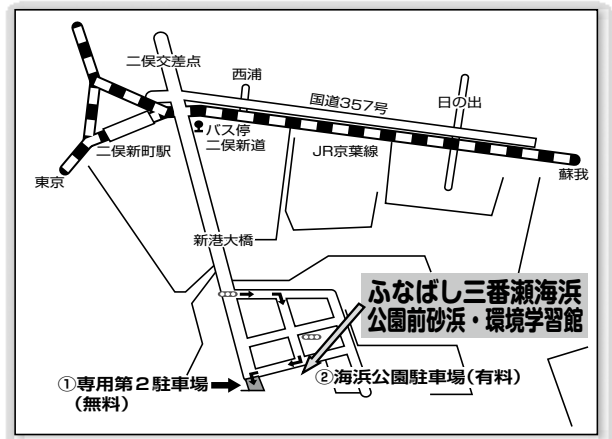 二俣交差点
西浦
国道357号
日の出
バス停
二俣新道
二俣新町駅
JR京葉線
東京
蘇我
新港大橋
ふなばし三番瀬海浜
公園前砂浜・環境学習館
①専用第2駐車場
(無料)
②海浜公園駐車場(有料)